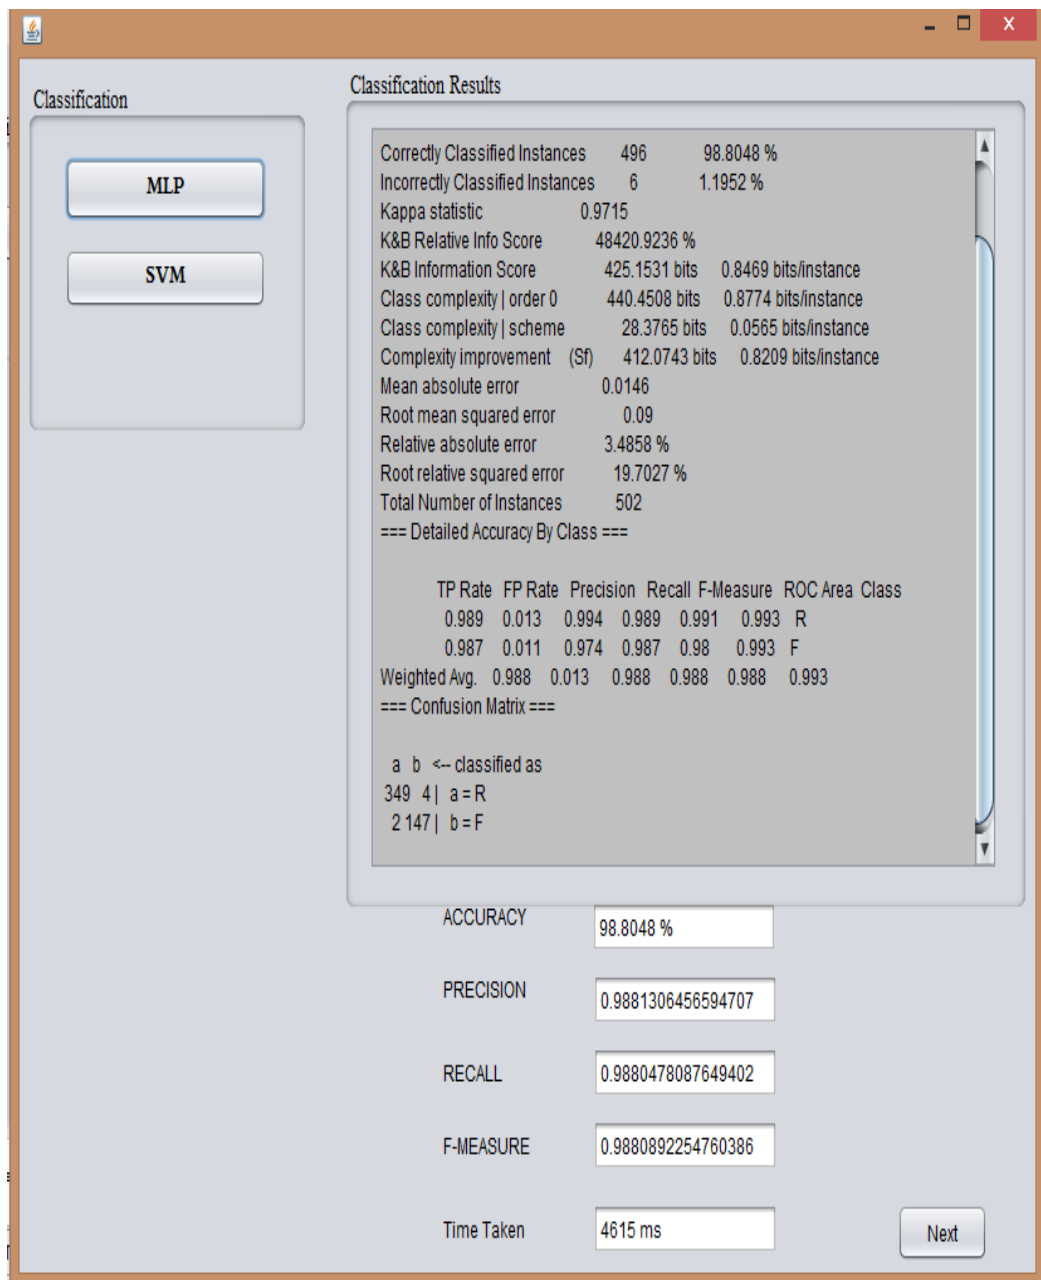 Classification
MLP
SVM
Classification Results
Correctly Classified Instances 496 98.8048 %
Incorrectly Classified Instances 6 1.1952 %
Kappa statistic 0.9715
K&B Relative Info Score 48420.9236 %
K&B Information Score 425.1531 bits 0.8469 bits/instance
Class complexity | order 0 440.4508 bits 0.8774 bits/instance
Class complexity | scheme 28.3765 bits 0.0565 bits/instance
Complexity improvement (Sf) 412.0743 bits 0.8209 bits/instance
Mean absolute error 0.0146
Root mean squared error 0.09
Relative absolute error 3.4858 %
Root relative squared error 19.7027 %
Total Number of Instances 502
=== Detailed Accuracy By Class ===
TP Rate FP Rate Precision Recall F-Measure ROC Area Class
0.989 0.013 0.994 0.989 0.991 0.993 R
0.987 0.011 0.974 0.987 0.98 0.993 F
Weighted Avg. 0.988 0.013 0.988 0.988 0.988 0.993
=== Confusion Matrix ===
a b <-- classified as
349 4 | a = R
2 147 | b = F
ACCURACY 98.8048 %
PRECISION 0.9881306456594707
RECALL 0.9880478087649402
F-MEASURE 0.9880892254760386
Time Taken 4615 ms
Next